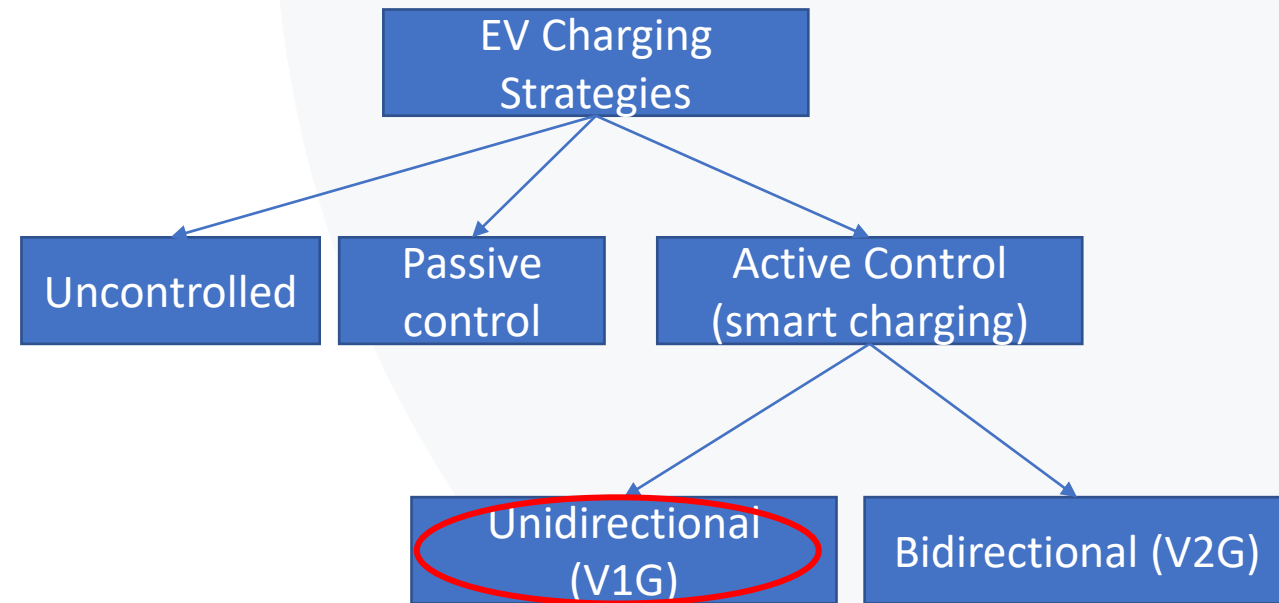 EV Charging
Strategies
Uncontrolled
Passive
control
Active Control
(smart charging)
Unidirectional
(V1G)
Bidirectional (V2G)